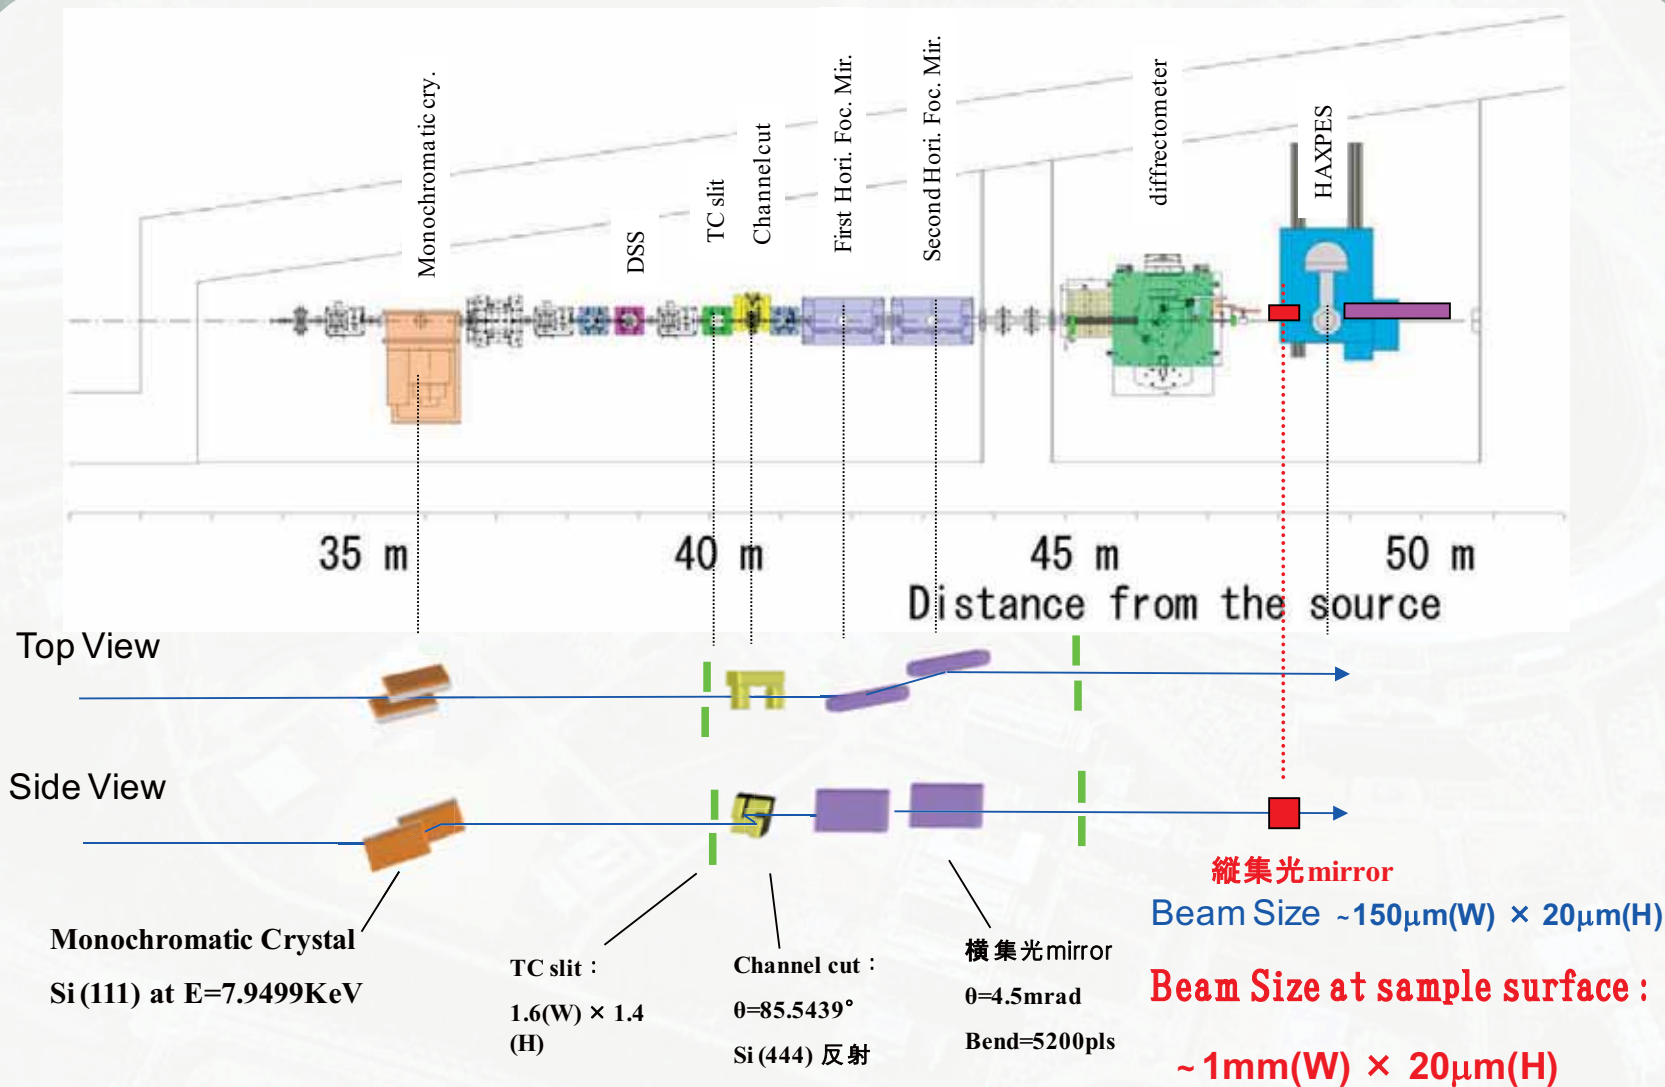 Monochromatic cry.
DSS
TC slit
Channelcut
First Hori. Foc. Mir.
Second Hori. Foc. Mir.
diffrectometer
HAXPES
35 m
40 m
45 m
50 m
Distance from the source
Top View
Side View
Monochromatic Crystal
Si (111) at E=7.9499KeV
TC slit：
1.6(W) × 1.4
(H)
Channel cut：
θ=85.5439°
Si (444) 反射
横集光mirror
θ=4.5mrad
Bend=5200pls
縦集光mirror
Beam Size ~150μm(W) × 20μm(H)
Beam Size at sample surface：
~1mm(W) × 20μm(H)